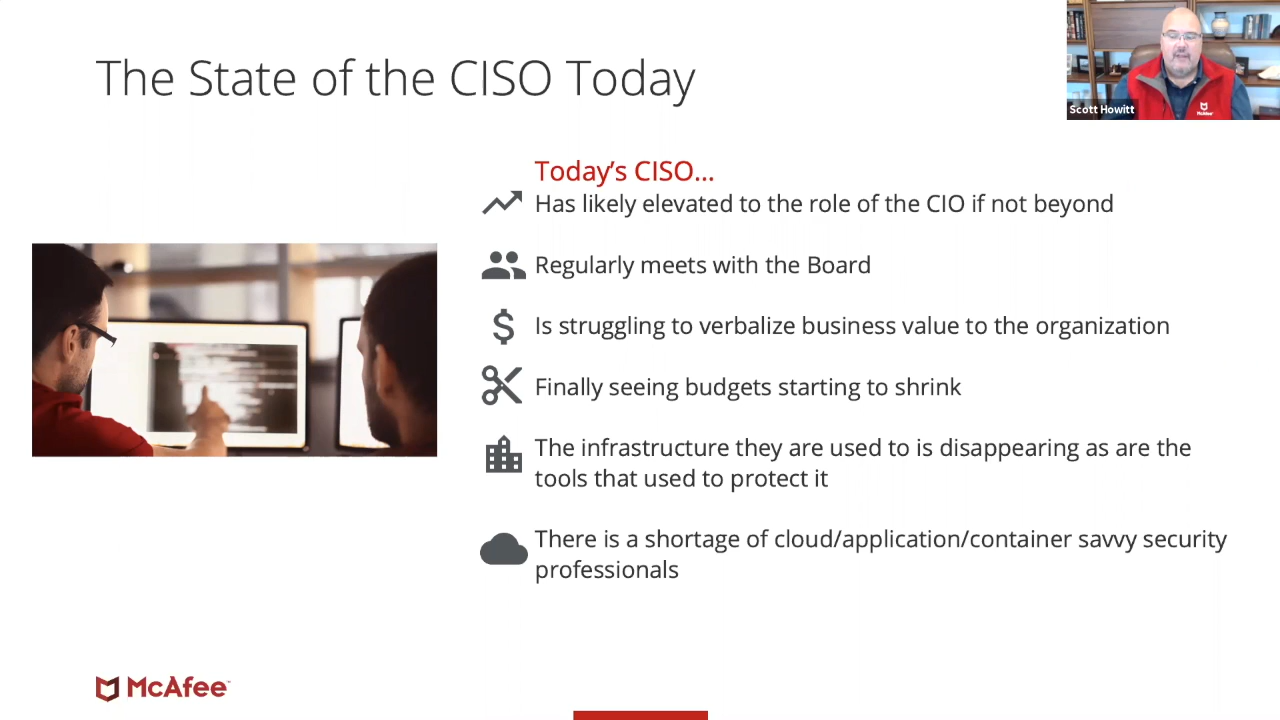 The State of the CISO Today
Scott Howitt
McAfee
Today’s CISO…
Has likely elevated to the role of the CIO if not beyond
Regularly meets with the Board
Is struggling to verbalize business value to the organization
Finally seeing budgets starting to shrink
The infrastructure they are used to is disappearing as are the
tools that used to protect it
There is a shortage of cloud/application/container savvy security
professionals
McAfee